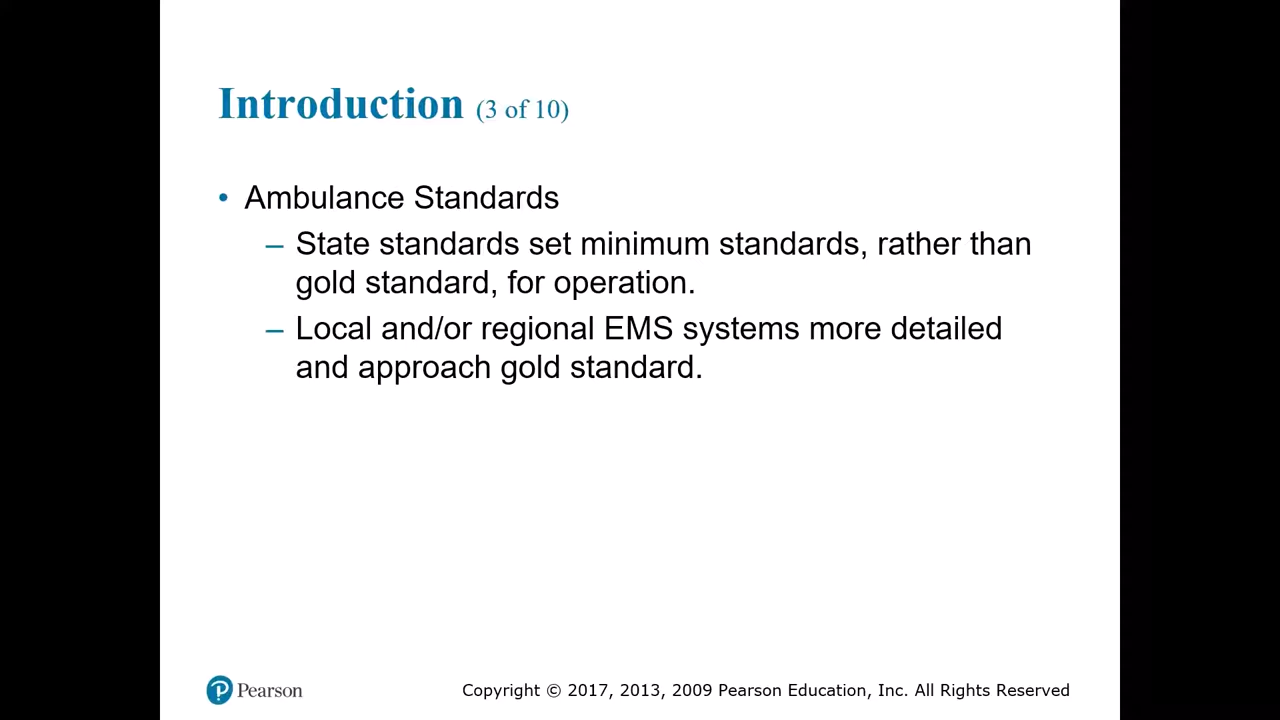 Introduction (3 of 10)
• Ambulance Standards
– State standards set minimum standards, rather than
gold standard, for operation.
– Local and/or regional EMS systems more detailed
and approach gold standard.
Pearson
Copyright © 2017, 2013, 2009 Pearson Education, Inc. All Rights Reserved